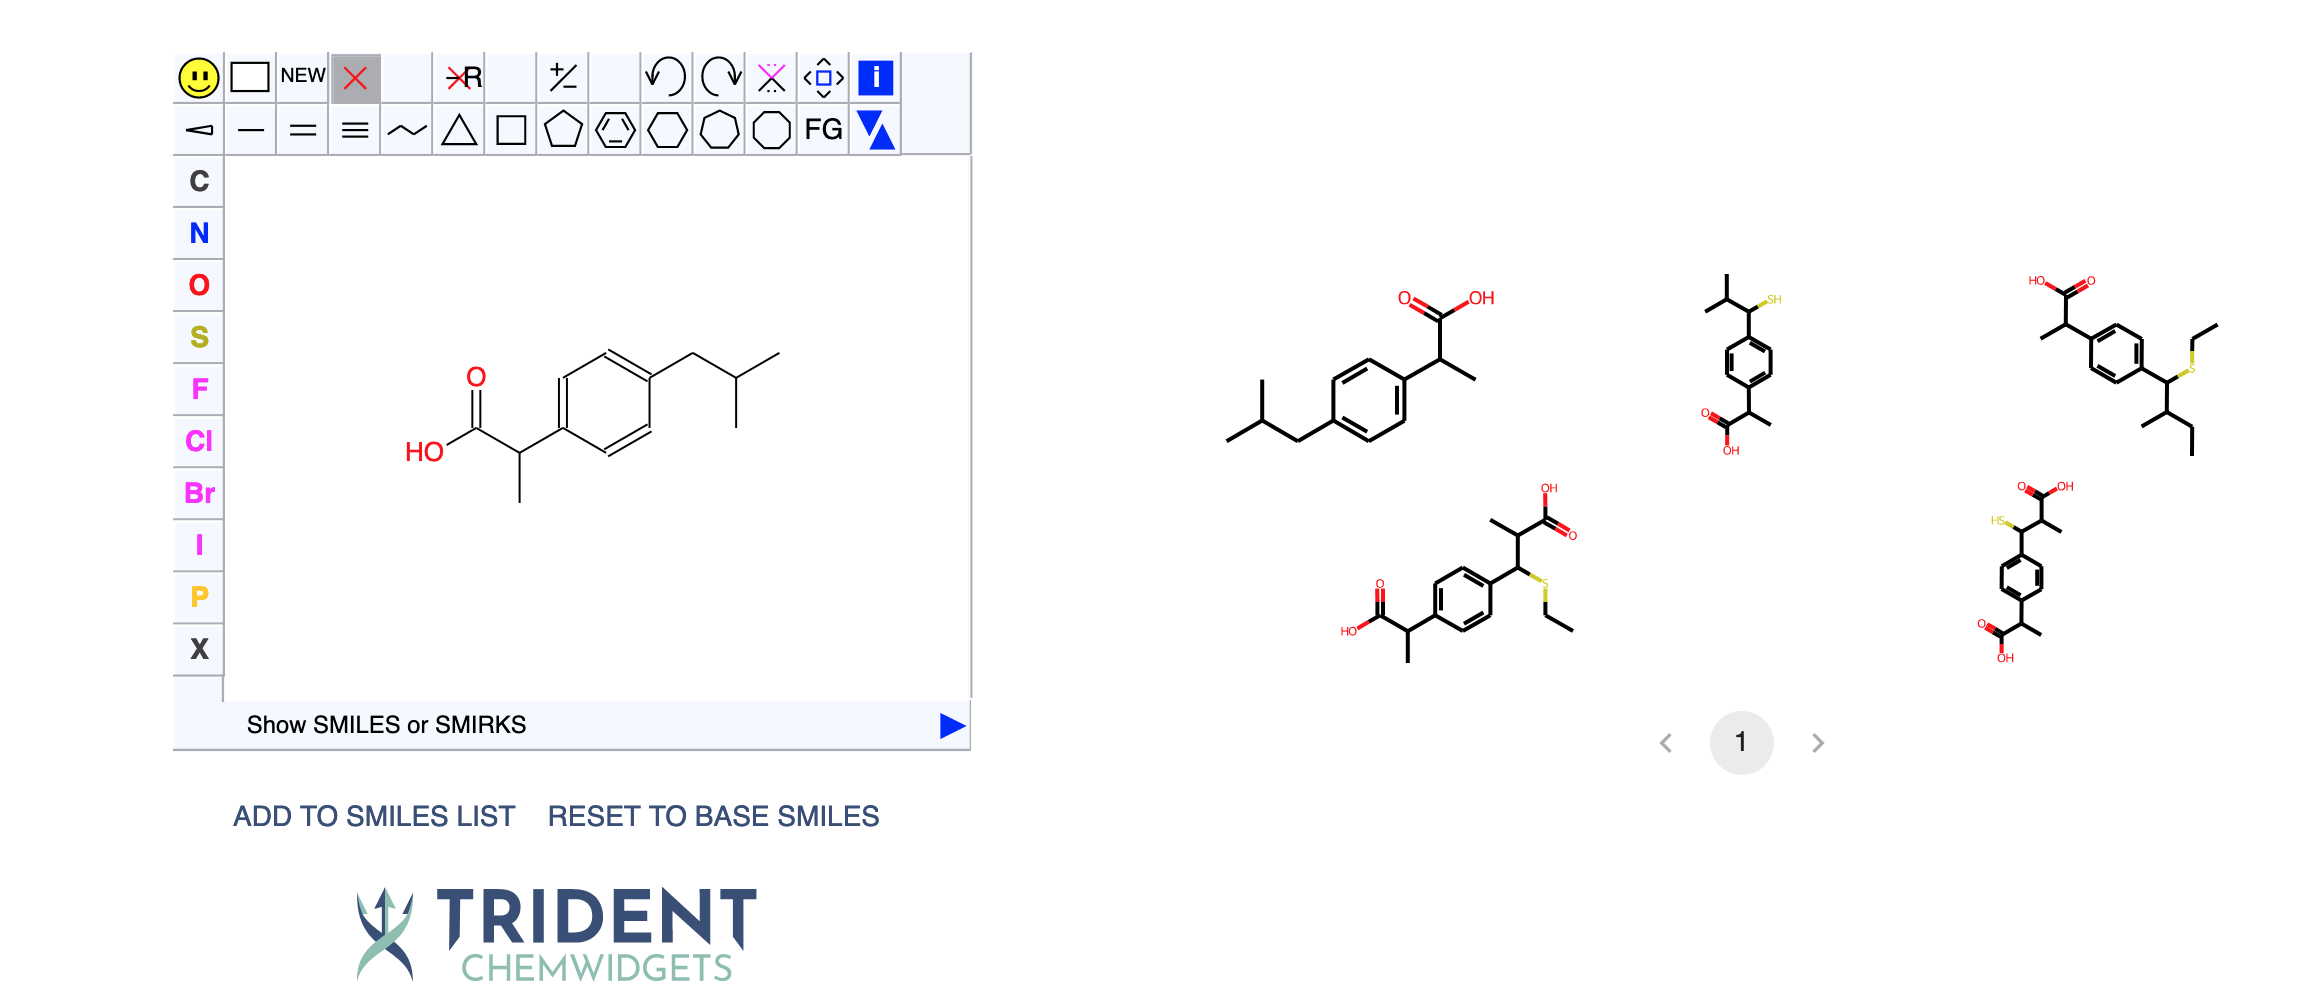 NEW
R
i
FG
C
N
O
S
F
Cl
Br
I
P
X
O
HO
Show SMILES or SMIRKS
ADD TO SMILES LIST RESET TO BASE SMILES
TRIDENT
CHEMWIDGETS
O OH
SH
O
OH
HO O
S
OH
O
O
HO
S
O OH
HS
O
OH
1